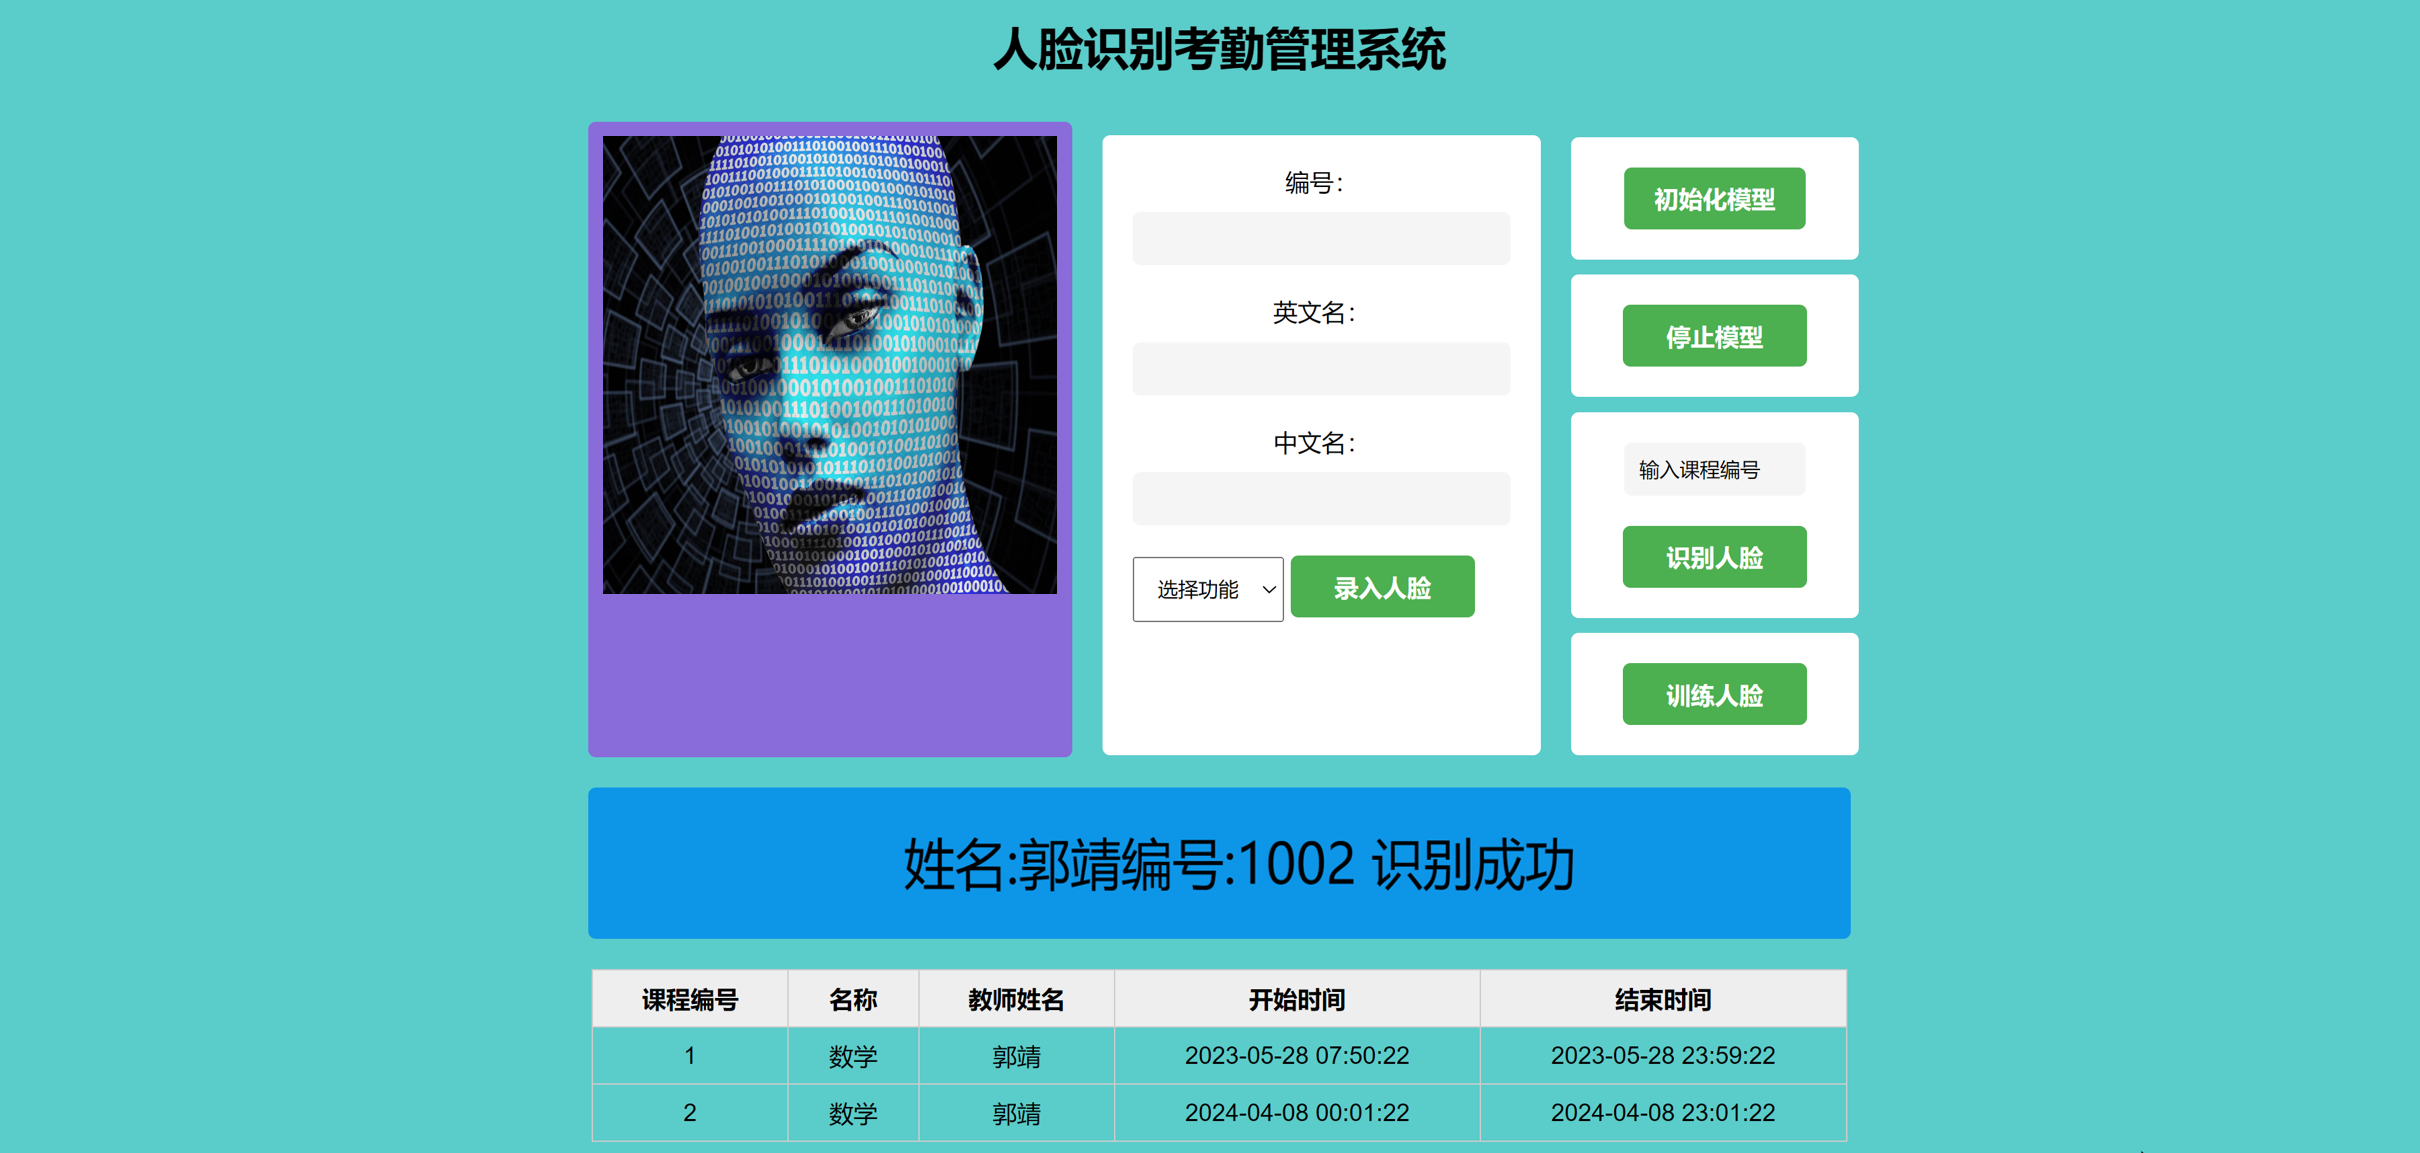 人脸识别考勤管理系统
编号：
英文名：
中文名：
选择功能
录入人脸
初始化模型
停止模型
输入课程编号
识别人脸
训练人脸
姓名:郭靖编号:1002 识别成功
课程编号 名称 教师姓名 开始时间 结束时间
1 数学 郭靖 2023-05-28 07:50:22 2023-05-28 23:59:22
2 数学 郭靖 2024-04-08 00:01:22 2024-04-08 23:01:22